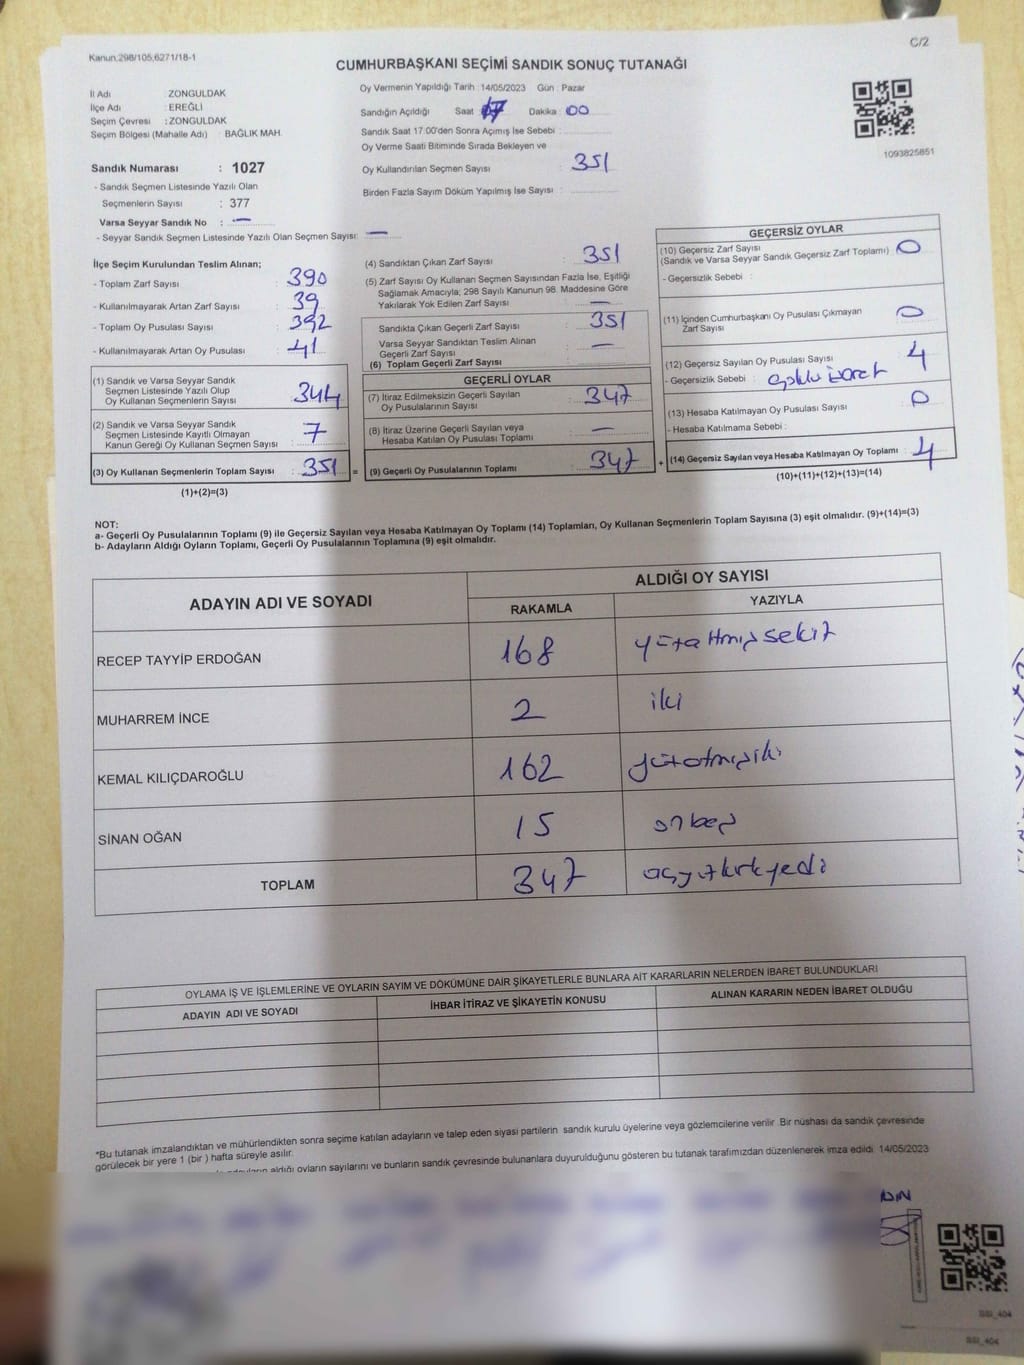 Kanun,298/105,6271/18-1
C/2
CUMHURBAŞKANI SEÇİMİ SANDIK SONUÇ TUTANAĞI
İl Adı : ZONGULDAK
İlçe Adı : EREĞLİ
Seçim Çevresi : ZONGULDAK
Seçim Bölgesi (Mahalle Adı) : BAĞLIK MAH.
Sandık Numarası : 1027
- Sandık Seçmen Listesinde Yazılı Olan
Seçmenlerin Sayısı : 377
Varsa Seyyar Sandık No : —
- Seyyar Sandık Seçmen Listesinde Yazılı Olan Seçmen Sayısı: —
Oy Vermenin Yapıldığı Tarih :14/05/2023 Gün : Pazar
Sandığın Açıldığı Saat : 17 Dakika : 00
Sandık Saat 17:00'den Sonra Açımış İse Sebebi :
Oy Verme Saati Bitiminde Sırada Bekleyen ve
Oy Kullandırılan Seçmen Sayısı : 351
Birden Fazla Sayım Döküm Yapılmış İse Sayısı :
1093825851
İlçe Seçim Kurulundan Teslim Alınan;
- Toplam Zarf Sayısı : 390
- Kullanılmayarak Artan Zarf Sayısı : 39
- Toplam Oy Pusulası Sayısı : 392
- Kullanılmayarak Artan Oy Pusulası : 41
(1) Sandık ve Varsa Seyyar Sandık
Seçmen Listesinde Yazılı Olup
Oy Kullanan Seçmenlerin Sayısı : 344
(2) Sandık ve Varsa Seyyar Sandık
Seçmen Listesinde Kayıtlı Olmayan
Kanun Gereği Oy Kullanan Seçmen Sayısı : 7
(3) Oy Kullanan Seçmenlerin Toplam Sayısı : 351 =
(1)+(2)=(3)
(4) Sandıktan Çıkan Zarf Sayısı : 351
(5) Zarf Sayısı Oy Kullanan Seçmen Sayısından Fazla İse, Eşitliği
Sağlamak Amacıyla; 298 Sayılı Kanunun 98. Maddesine Göre
Yakılarak Yok Edilen Zarf Sayısı : —
Sandıkta Çıkan Geçerli Zarf Sayısı : 351
Varsa Seyyar Sandıktan Teslim Alınan
Geçerli Zarf Sayısı : —
(6) Toplam Geçerli Zarf Sayısı :
GEÇERLİ OYLAR
(7) İtiraz Edilmeksizin Geçerli Sayılan
Oy Pusulalarının Sayısı : 347
(8) İtiraz Üzerine Geçerli Sayılan veya
Hesaba Katılan Oy Pusulası Toplamı : —
(9) Geçerli Oy Pusulalarının Toplamı : 347 +
GEÇERSİZ OYLAR
(10) Geçersiz Zarf Sayısı
(Sandık ve Varsa Seyyar Sandık Geçersiz Zarf Toplamı) : 0
- Geçersizlik Sebebi :
(11) İçinden Cumhurbaşkanı Oy Pusulası Çıkmayan
Zarf Sayısı : 0
(12) Geçersiz Sayılan Oy Pusulası Sayısı : 4
- Geçersizlik Sebebi :
(13) Hesaba Katılmayan Oy Pusulası Sayısı : 0
- Hesaba Katılmama Sebebi :
(14) Geçersiz Sayılan veya Hesaba Katılmayan Oy Toplamı : 4
(10)+(11)+(12)+(13)=(14)
NOT:
a- Geçerli Oy Pusulalarının Toplamı (9) ile Geçersiz Sayılan veya Hesaba Katılmayan Oy Toplamı (14) Toplamları, Oy Kullanan Seçmenlerin Toplam Sayısına (3) eşit olmalıdır. (9)+(14)=(3)
b- Adayların Aldığı Oyların Toplamı, Geçerli Oy Pusulalarının Toplamına (9) eşit olmalıdır.
ADAYIN ADI VE SOYADI
ALDIĞI OY SAYISI
RAKAMLA YAZIYLA
RECEP TAYYİP ERDOĞAN 168 yüzaltmışsekiz
MUHARREM İNCE 2 iki
KEMAL KILIÇDAROĞLU 162 yüzatmışiki
SİNAN OĞAN 15 onbeş
TOPLAM 347 üçyüzkırkyedi
OYLAMA İŞ VE İŞLEMLERİNE VE OYLARIN SAYIM VE DÖKÜMÜNE DAİR ŞİKAYETLERLE BUNLARA AİT KARARLARIN NELERDEN İBARET BULUNDUKLARI
ADAYIN ADI VE SOYADI
İHBAR İTİRAZ VE ŞİKAYETİN KONUSU
ALINAN KARARIN NEDEN İBARET OLDUĞU
*Bu tutanak imzalandıktan ve mühürlendikten sonra seçime katılan adayların ve talep eden siyasi partilerin sandık kurulu üyelerine veya gözlemcilerine verilir .Bir nüshası da sandık çevresinde
görülecek bir yere 1 (bir ) hafta süreyle asılır.
aldığı oyların sayılarını ve bunların sandık çevresinde bulunanlara duyurulduğunu gösteren bu tutanak tarafımızdan düzenlenerek imza edildi. 14/05/2023
SSI_404
SSI_404